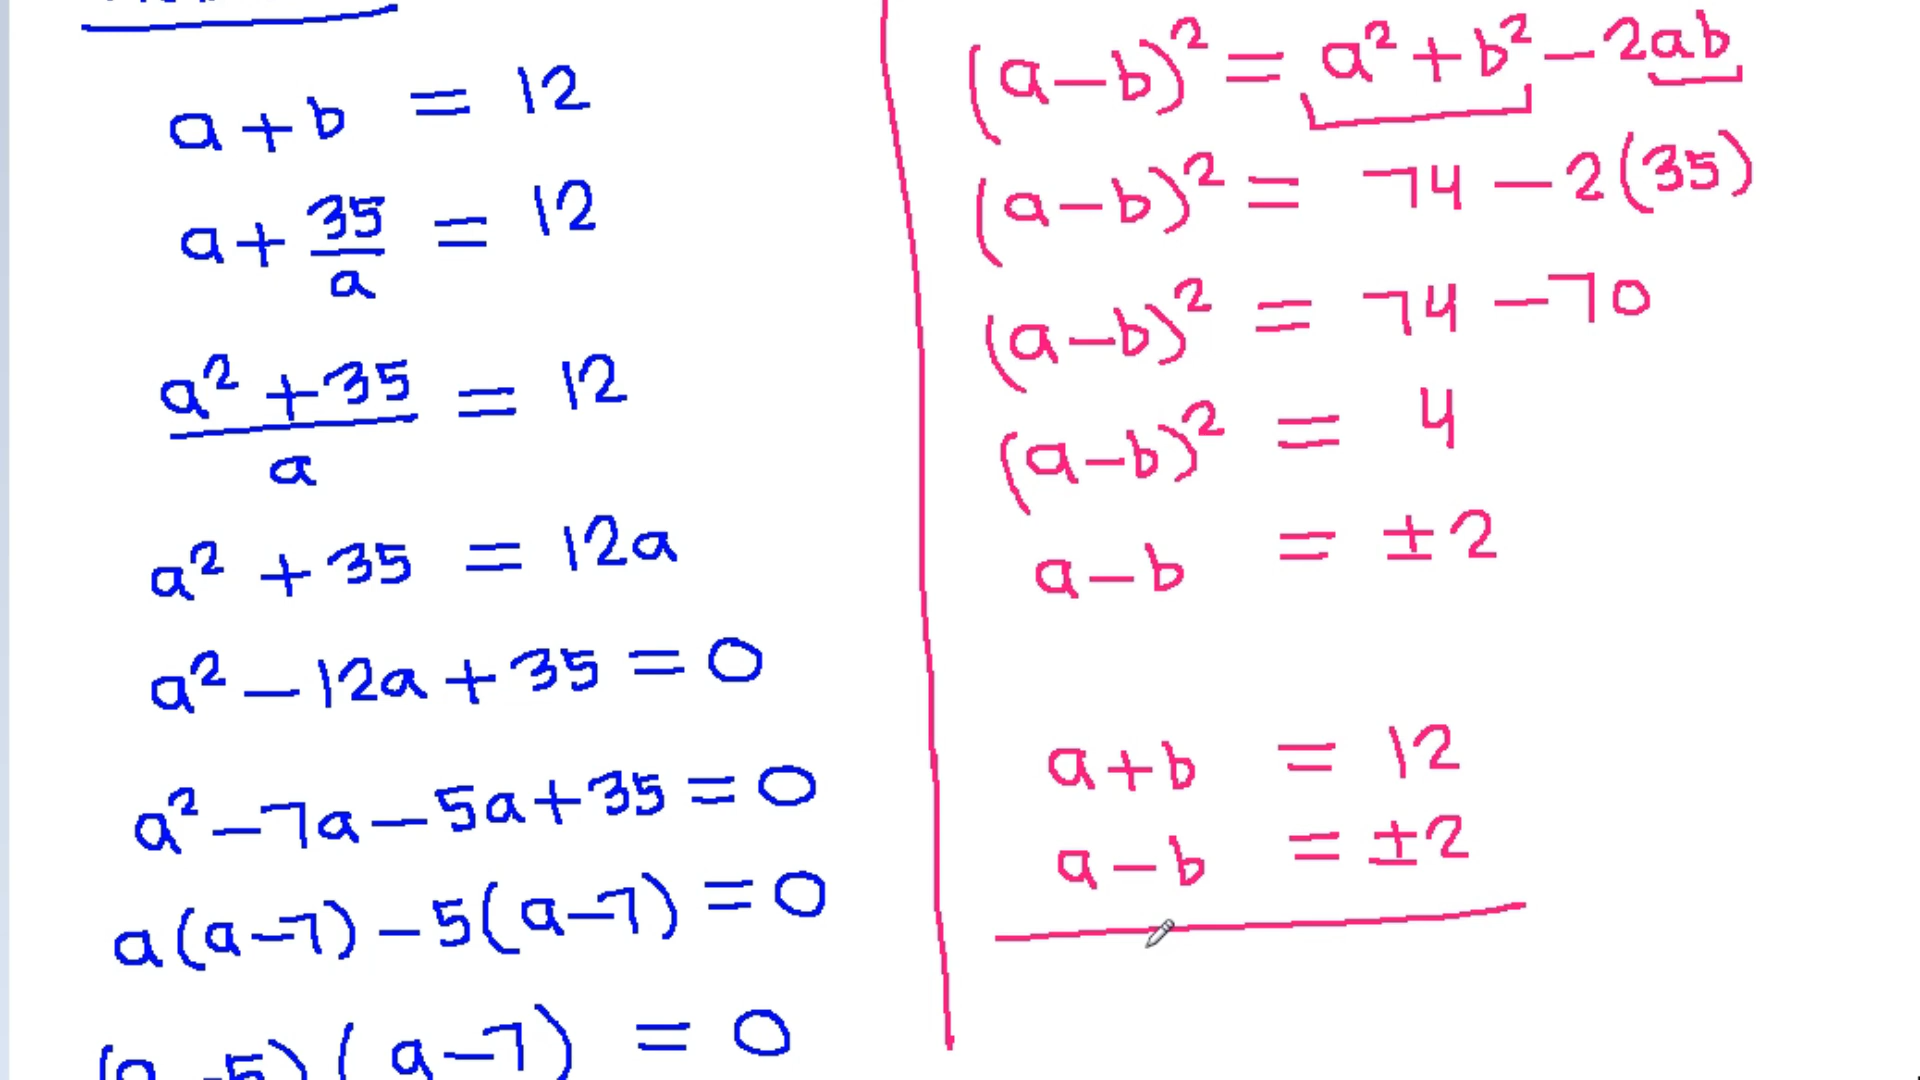 a + b = 12
a + 35/a = 12
a² + 35/a = 12
a² + 35 = 12a
a² - 12a + 35 = 0
a² - 7a - 5a + 35 = 0
a(a-7) - 5(a-7) = 0
(a-5)(a-7) = 0
(a-b)² = a² + b² - 2ab
(a-b)² = 74 - 2(35)
(a-b)² = 74 - 70
(a-b)² = 4
a-b = ±2
a+b = 12
a-b = ±2